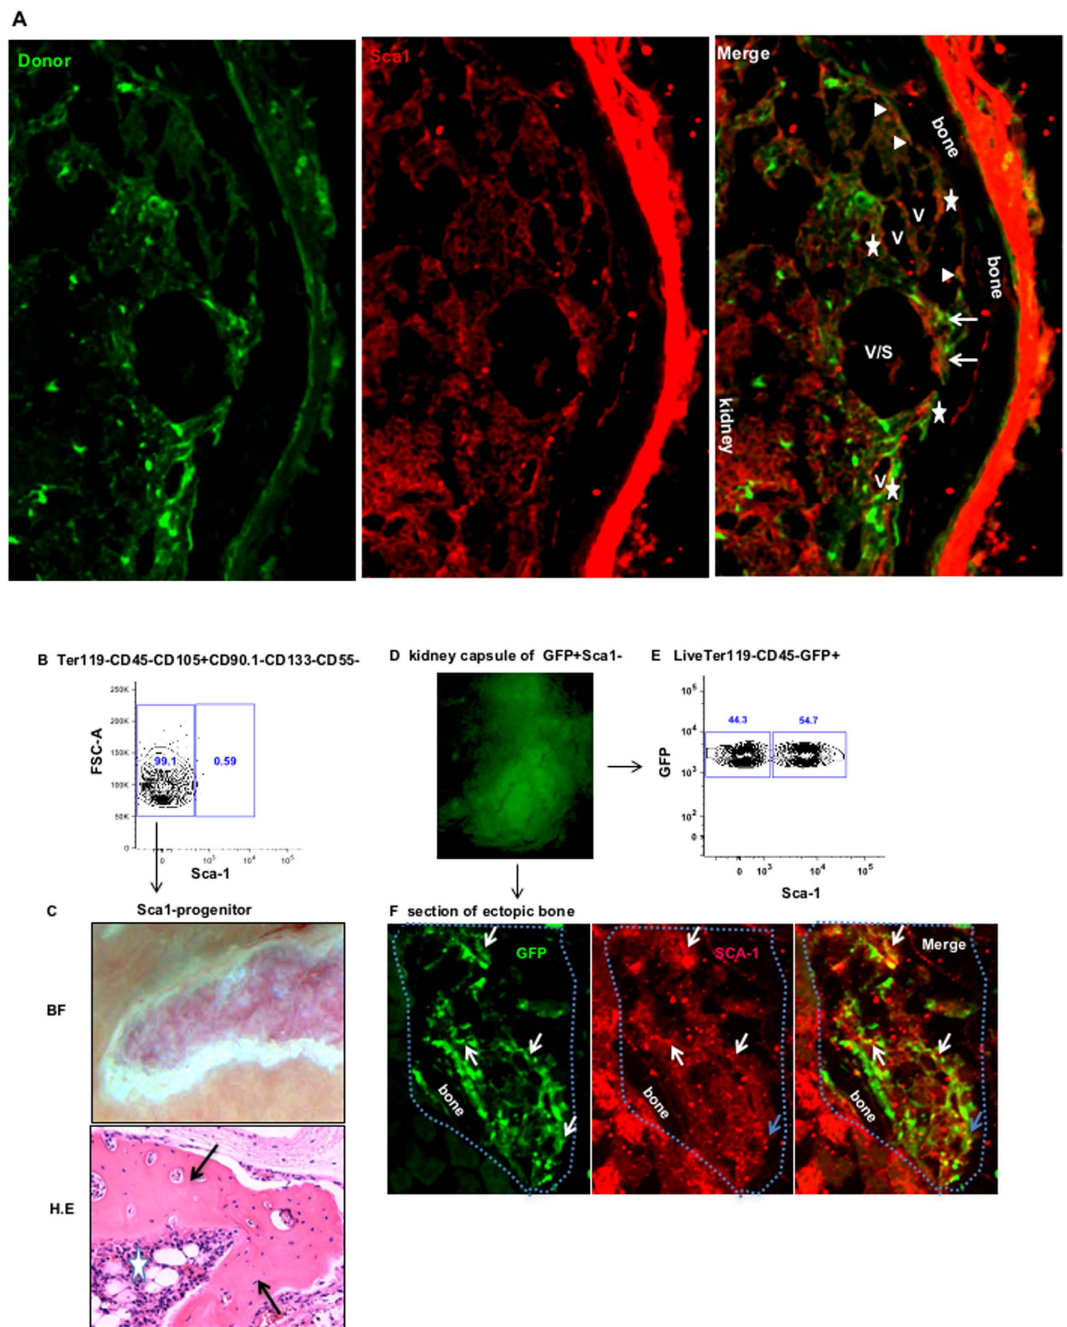 A
Donor
Sca1
Merge
bone
V
V
bone
V/S
kidney
V
B Ter119-CD45-CD105+CD90.1-CD133-CD55-
250K
200K
150K
100K
50K
0
FSC-A
99.1
0.59
0
10³
10⁴
10⁵
Sca-1
D kidney capsule of GFP+Sca1-
E LiveTer119-CD45-GFP+
10⁵
10⁴
10³
10²
0
GFP
44.3
54.7
0
10³
10⁴
10⁵
Sca-1
C
Sca1-progenitor
BF
H.E
F section of ectopic bone
GFP
SCA-1
Merge
bone
bone
bone